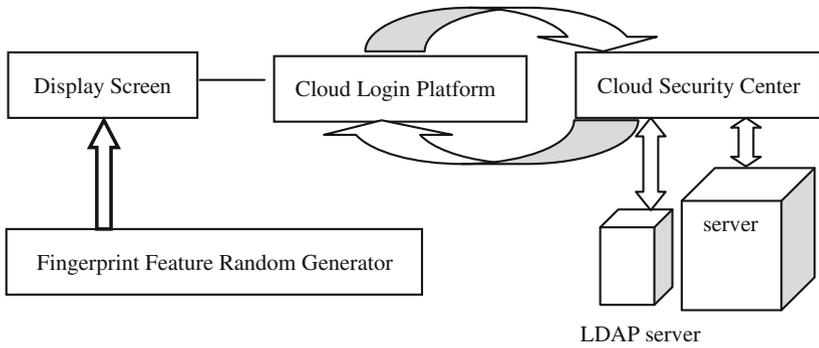 Display Screen
Cloud Login Platform
Cloud Security Center
server
Fingerprint Feature Random Generator
LDAP server